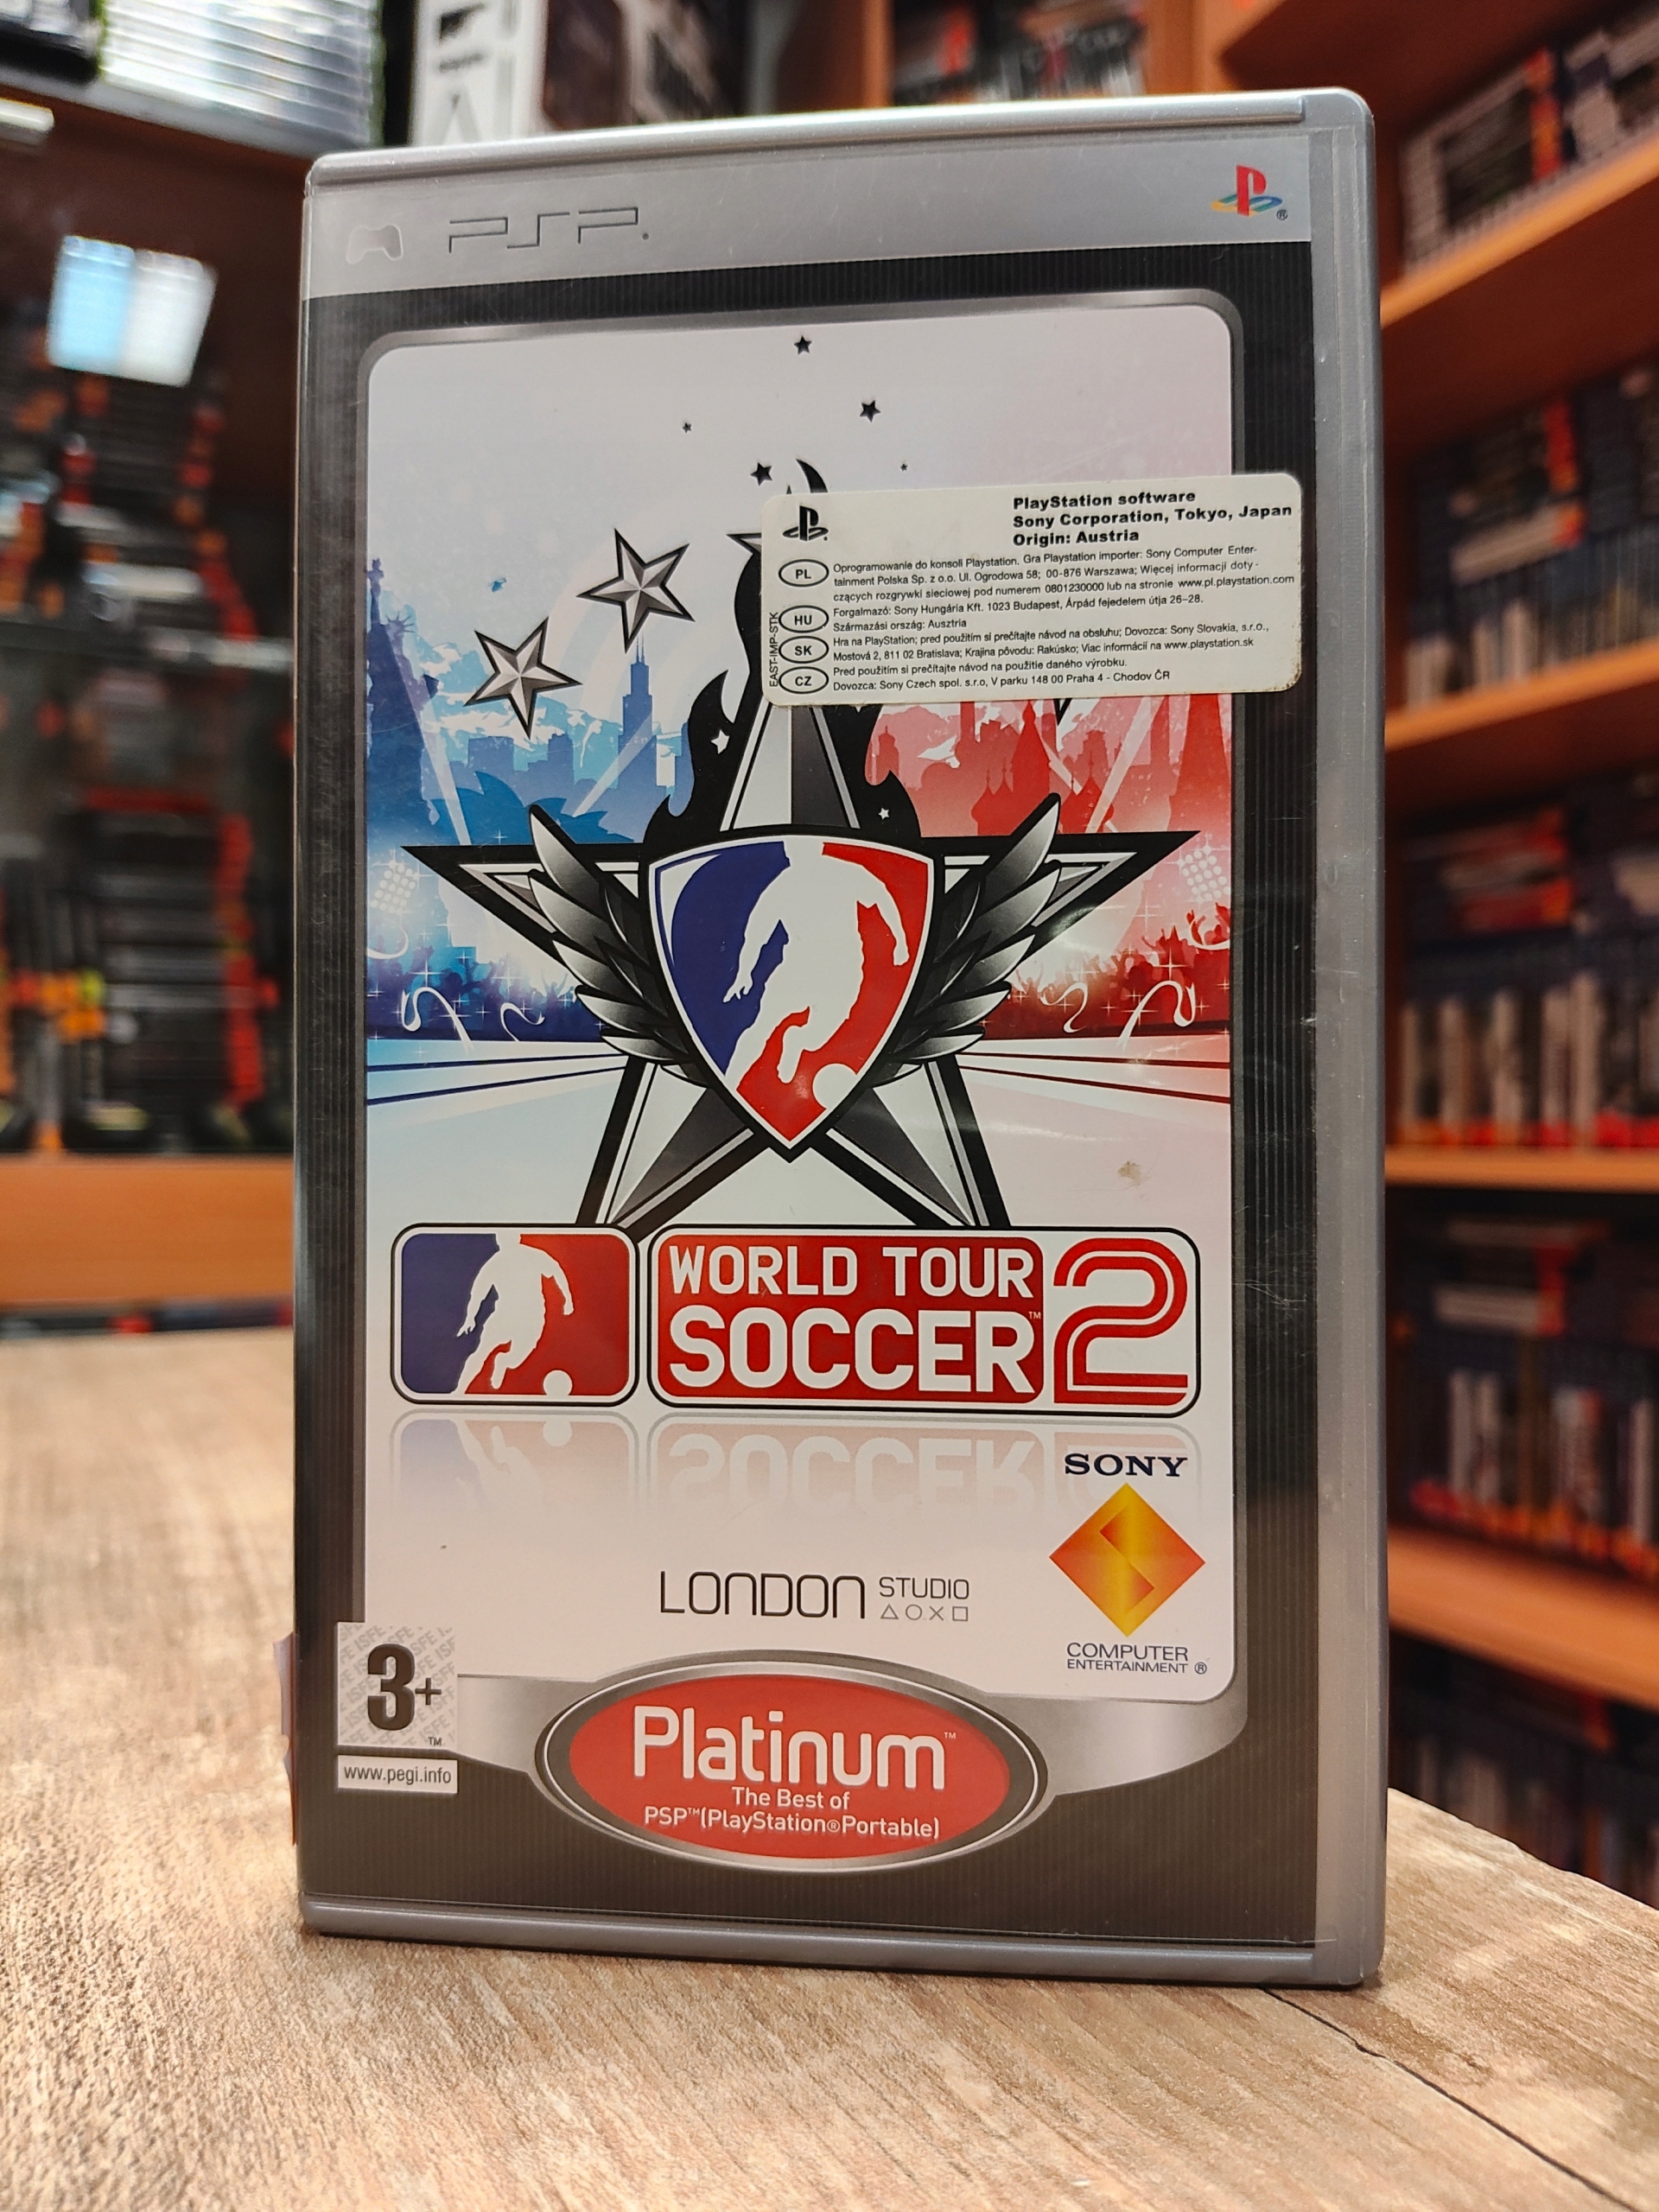 PSP®
PlayStation software
Sony Corporation, Tokyo, Japan
Origin: Austria
PL
Oprogramowanie do konsoli Playstation. Gra Playstation importer: Sony Computer Enter-
tainment Polska Sp. z o.o. Ul. Ogrodowa 58; 00-876 Warszawa; Więcej informacji doty-
czących rozgrywki sieciowej pod numerem 0801230000 lub na stronie www.pl.playstation.com
HU
Forgalmazó: Sony Hungária Kft. 1023 Budapest, Árpád fejedelem útja 26-28.
Származási ország: Ausztria
SK
Hra na PlayStation; pred použitím si prečítajte návod na obsluhu; Dovozca: Sony Slovakia, s.r.o.,
Mostová 2, 811 02 Bratislava; Krajina pôvodu: Rakúsko; Viac informácií na www.playstation.sk
CZ
Pred použitím si prečítajte návod na použitie daného výrobku.
Dovozca: Sony Czech spol. s.r.o, V parku 148 00 Praha 4 - Chodov ČR
EAST-IMP-STK
WORLD TOUR
SOCCER™ 2
SONY
LONDON STUDIO
COMPUTER
ENTERTAINMENT ®
3+
™
www.pegi.info
Platinum™
The Best of
PSP™(PlayStation®Portable)